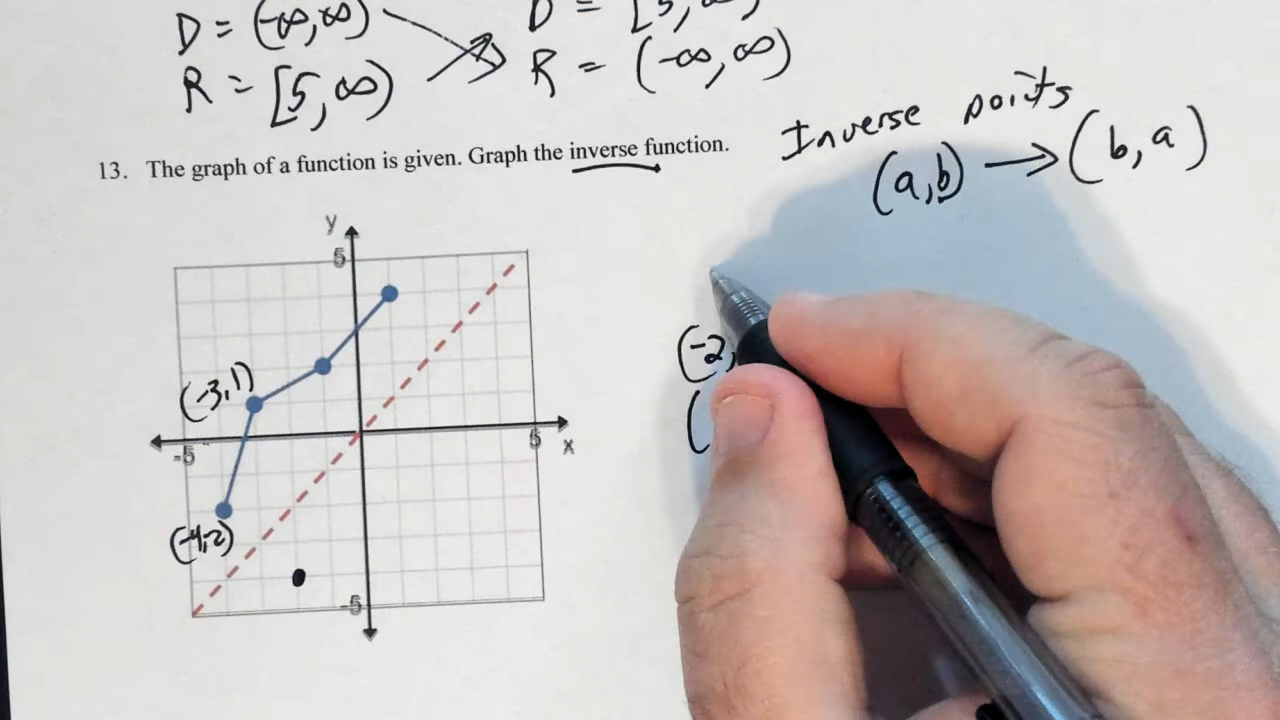 D = (-∞,∞) D = [5,∞)
R = [5,∞) R = (-∞,∞)
Inverse points
(a,b) → (b,a)
13. The graph of a function is given. Graph the inverse function.
y
5
(-3,1)
-5
5
x
(-4,-2)
-5
(-2,
(